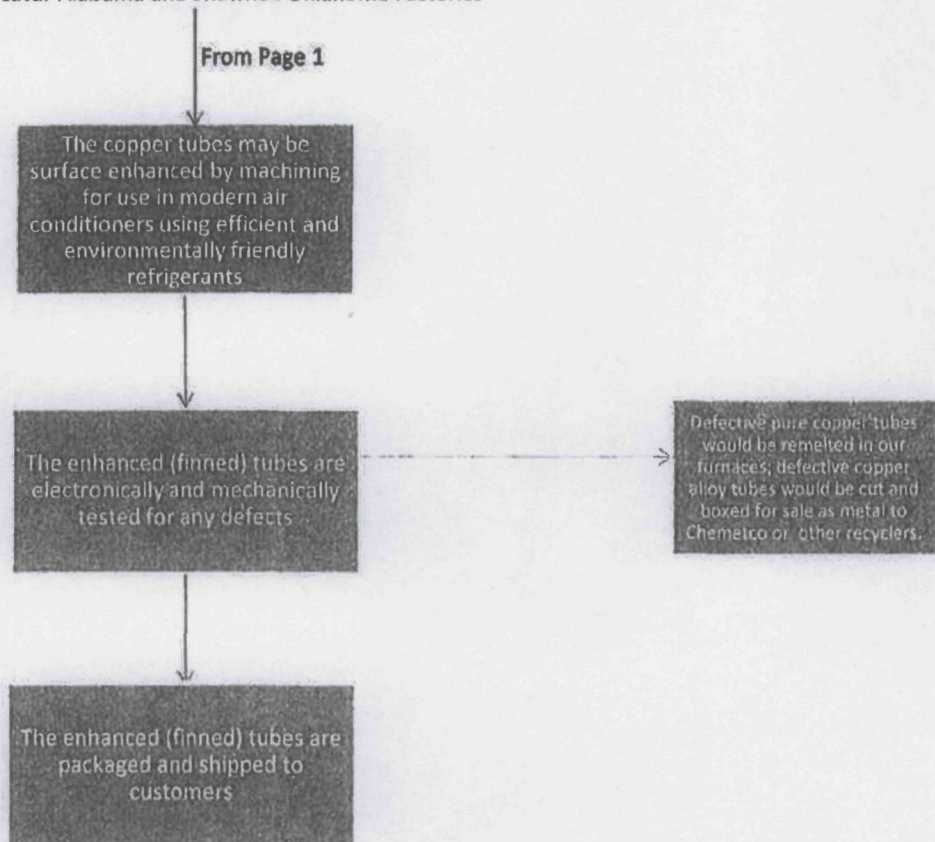 Alabama and Oklahoma
From Page 1
The copper tubes may be
surface enhanced by machining
for use in modern air
conditioners using efficient and
environmentally friendly
refrigerants
The enhanced (finned) tubes are
electronically and mechanically
tested for any defects
Defective pure copper tubes
would be remelted in our
furnaces; defective copper
alloy tubes would be cut and
boxed for sale as metal to
Chemetco or other recyclers.
The enhanced (finned) tubes are
packaged and shipped to
customers